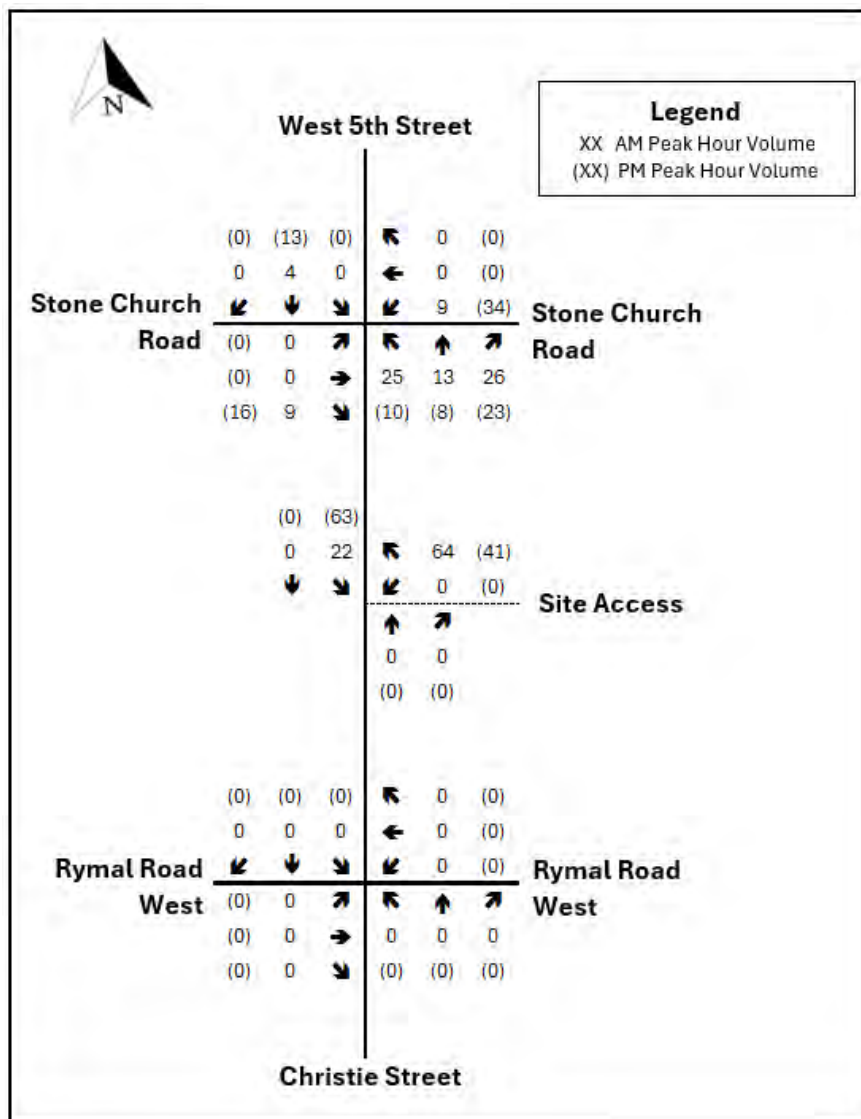 N
Legend
XX AM Peak Hour Volume
(XX) PM Peak Hour Volume
West 5th Street
(0) (13) (0) 0 (0)
0 4 0 0 (0)
9 (34)
Stone Church
Road
Stone Church
Road
(0) 0
(0) 0 25 13 26
(16) 9 (10) (8) (23)
(0) (63)
0 22 64 (41)
0 (0)
Site Access
0 0
(0) (0)
(0) (0) (0) 0 (0)
0 0 0 0 (0)
0 (0)
Rymal Road
West
Rymal Road
West
(0) 0
(0) 0 0 0 0
(0) 0 (0) (0) (0)
Christie Street